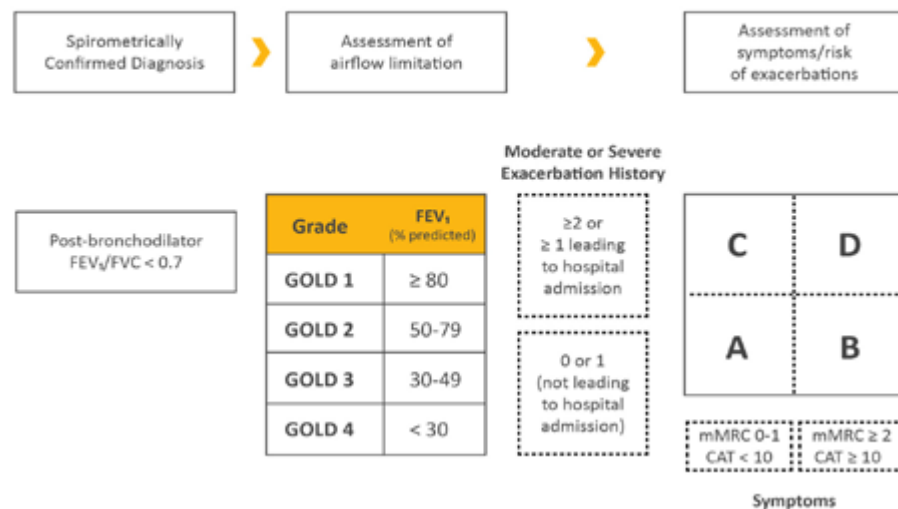 Spirometrically
Confirmed Diagnosis
Assessment of
airflow limitation
Assessment of
symptoms/risk
of exacerbations
Moderate or Severe
Exacerbation History
Post-bronchodilator
FEV₁/FVC < 0.7
Grade
FEV₁
(% predicted)
GOLD 1
≥ 80
GOLD 2
50-79
GOLD 3
30-49
GOLD 4
< 30
≥2 or
≥ 1 leading
to hospital
admission
0 or 1
(not leading
to hospital
admission)
C
D
A
B
mMRC 0-1
CAT < 10
mMRC ≥ 2
CAT ≥ 10
Symptoms